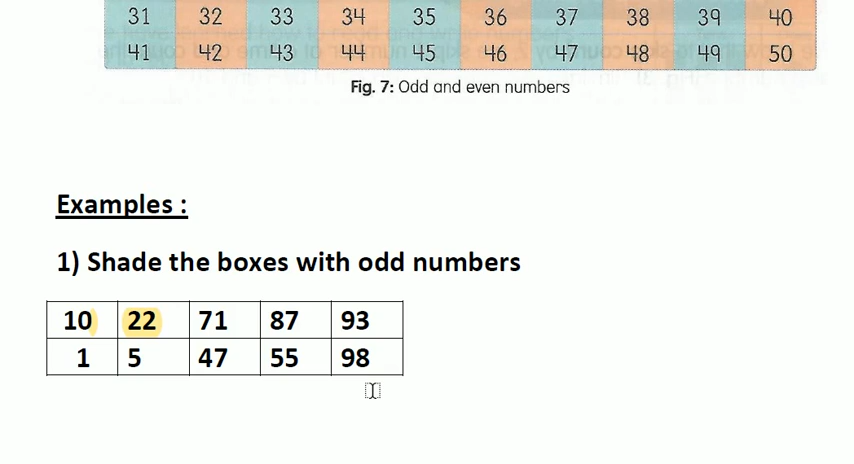 31 32 33 34 35 36 37 38 39 40
41 42 43 44 45 46 47 48 49 50
Fig. 7: Odd and even numbers
Examples :
1) Shade the boxes with odd numbers
10 22 71 87 93
1 5 47 55 98